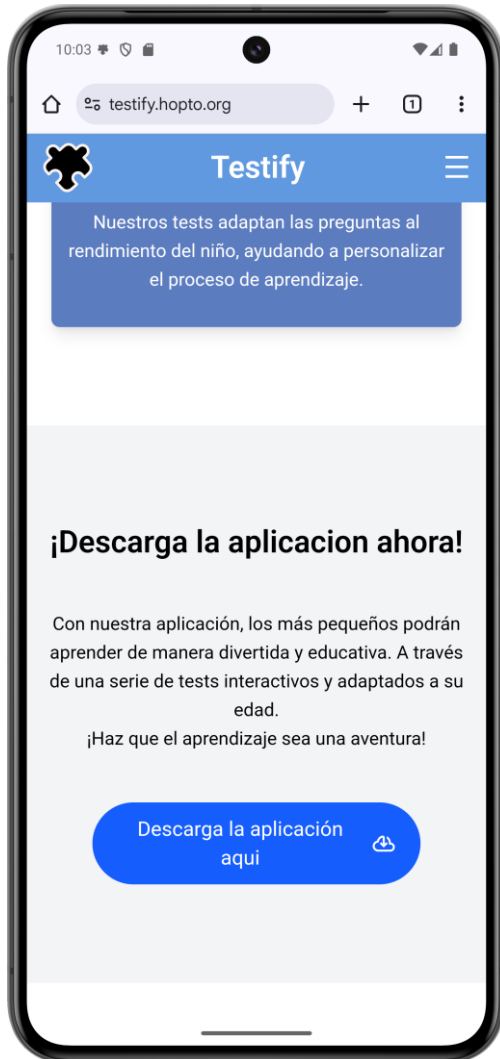 10:03
testify.hopto.org
1
Testify
Nuestros tests adaptan las preguntas al
rendimiento del niño, ayudando a personalizar
el proceso de aprendizaje.
¡Descarga la aplicacion ahora!
Con nuestra aplicación, los más pequeños podrán
aprender de manera divertida y educativa. A través
de una serie de tests interactivos y adaptados a su
edad.
¡Haz que el aprendizaje sea una aventura!
Descarga la aplicación
aqui